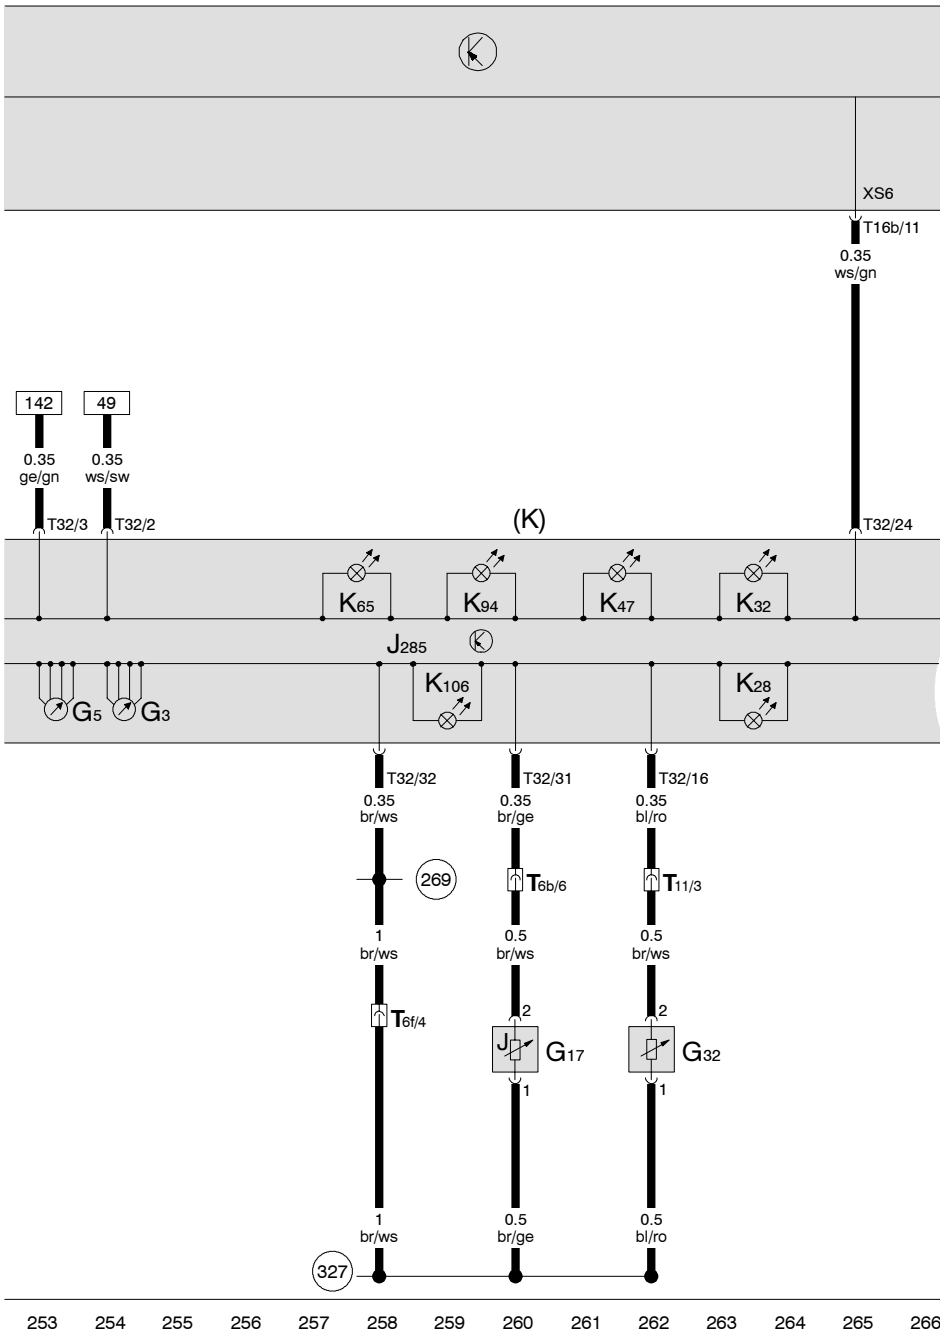 XS6
T16b/11
0.35
ws/gn
142
49
0.35
ge/gn
0.35
ws/sw
T32/3
T32/2
(K)
T32/24
K65
K94
K47
K32
J285
G5
G3
K106
K28
T32/32
T32/31
T32/16
0.35
br/ws
0.35
br/ge
0.35
bl/ro
269
T6b/6
T11/3
1
br/ws
0.5
br/ws
0.5
br/ws
T6f/4
2
2
J
G17
G32
1
1
1
br/ws
0.5
br/ge
0.5
bl/ro
327
253 254 255 256 257 258 259 260 261 262 263 264 265 266